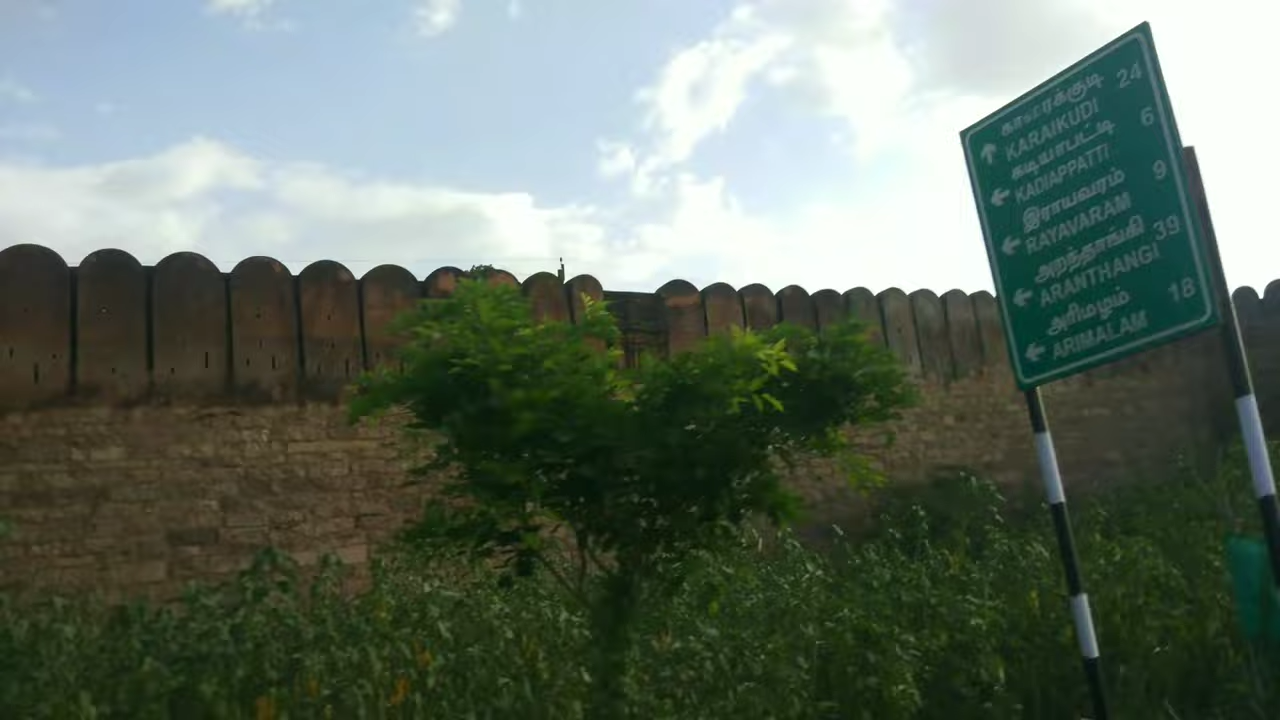 காரைக்குடி 24
KARAIKUDI
கடியாபட்டி 6
KADIAPPATTI
இராயவரம் 9
RAYAVARAM
அறந்தாங்கி 39
ARANTHANGI
அரிமழம் 18
ARIMALAM